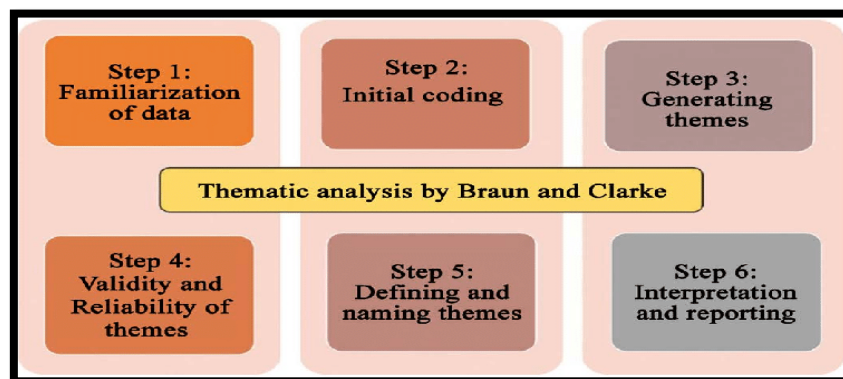 Step 1:
Familiarization
of data
Step 2:
Initial coding
Step 3:
Generating
themes
Thematic analysis by Braun and Clarke
Step 4:
Validity and
Reliability of
themes
Step 5:
Defining and
naming themes
Step 6:
Interpretation
and reporting